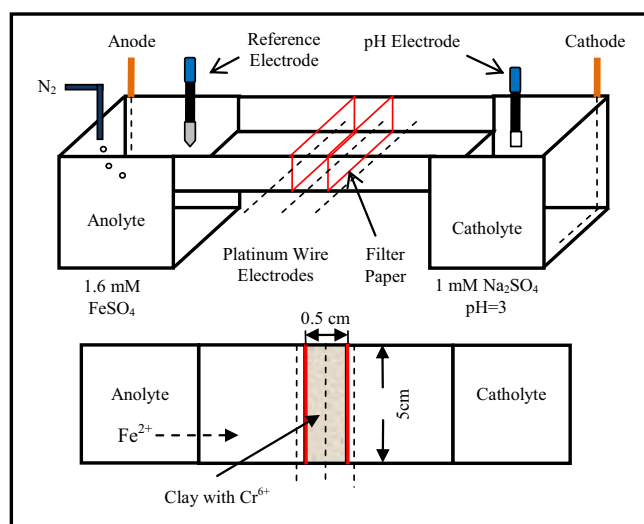 Anode
Reference
Electrode
pH Electrode
Cathode
N₂
Anolyte
Catholyte
Platinum Wire
Electrodes
Filter
Paper
1.6 mM
FeSO₄
1 mM Na₂SO₄
pH=3
0.5 cm
Anolyte
Catholyte
5cm
Fe²⁺
Clay with Cr⁶⁺